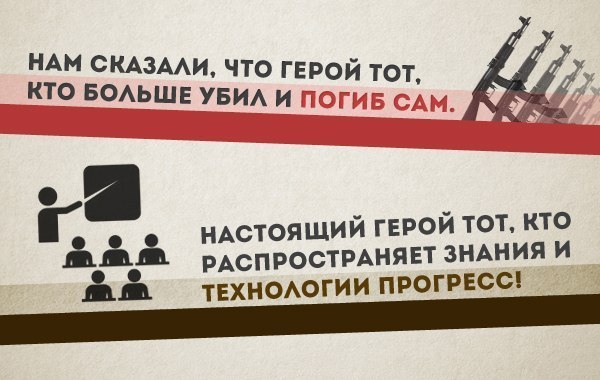 НАМ СКАЗАЛИ, ЧТО ГЕРОЙ ТОТ,
КТО БОЛЬШЕ УБИЛ И ПОГИБ САМ.
НАСТОЯЩИЙ ГЕРОЙ ТОТ, КТО
РАСПРОСТРАНЯЕТ ЗНАНИЯ И
ТЕХНОЛОГИИ ПРОГРЕСС!